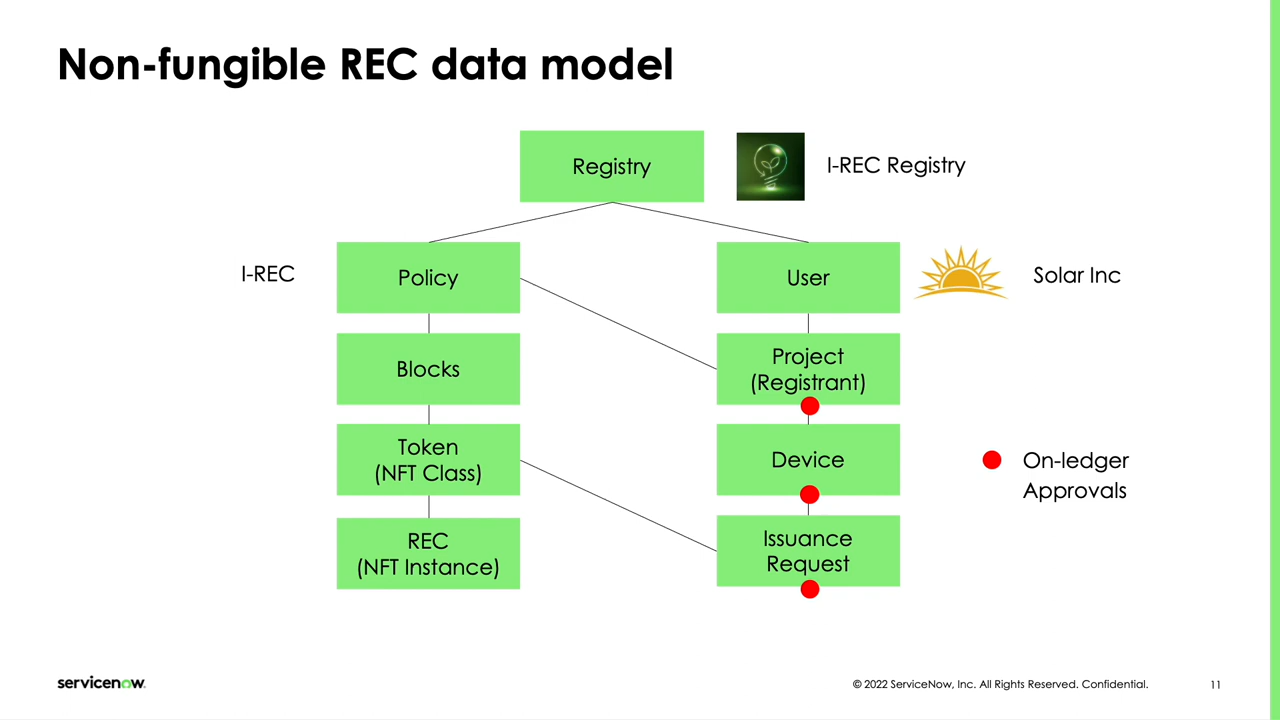 Non-fungible REC data model
Registry
I-REC Registry
I-REC
Policy
User
Solar Inc
Blocks
Project
(Registrant)
Token
(NFT Class)
Device
On-ledger
Approvals
REC
(NFT Instance)
Issuance
Request
servicenow.
© 2022 ServiceNow, Inc. All Rights Reserved. Confidential.
11